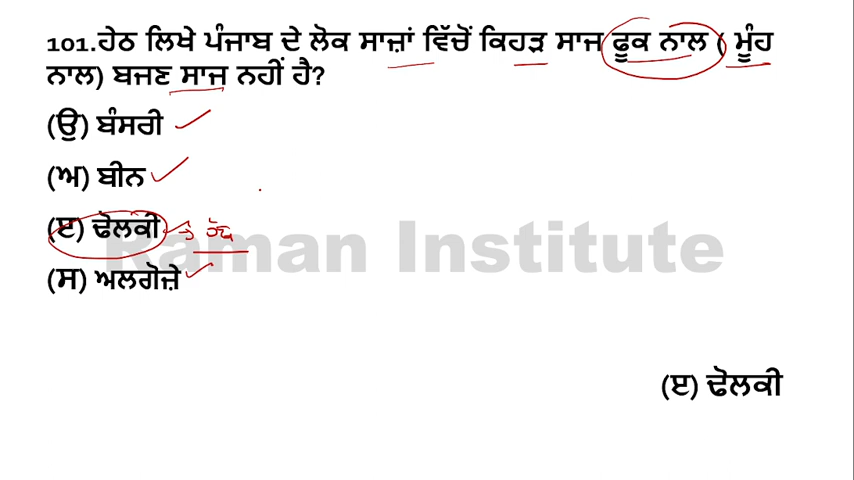 101.ਹੇਠ ਲਿਖੇ ਪੰਜਾਬ ਦੇ ਲੋਕ ਸਾਜ਼ਾਂ ਵਿੱਚੋਂ ਕਿਹੜ ਸਾਜ ਫੂਕ ਨਾਲ ( ਮੂੰਹ
ਨਾਲ) ਬਜਣ ਸਾਜ ਨਹੀਂ ਹੈ?
(ੳ) ਬੰਸਰੀ
(ਅ) ਬੀਨ
(ੲ) ਢੋਲਕੀ
Raman Institute
(ਸ) ਅਲਗੋਜ਼ੇ
(ੲ) ਢੋਲਕੀ